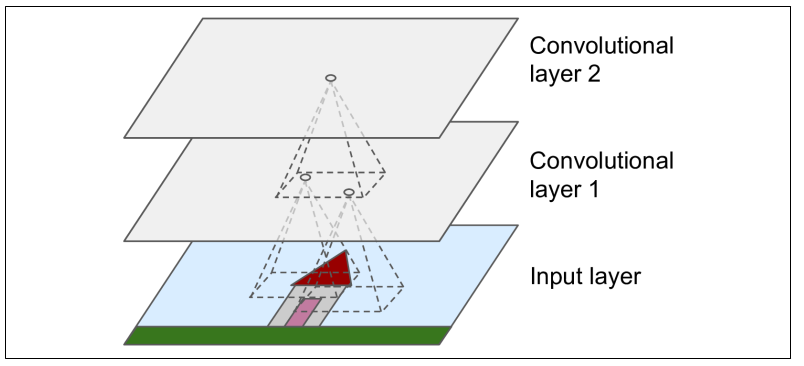 Convolutional
layer 2
Convolutional
layer 1
Input layer